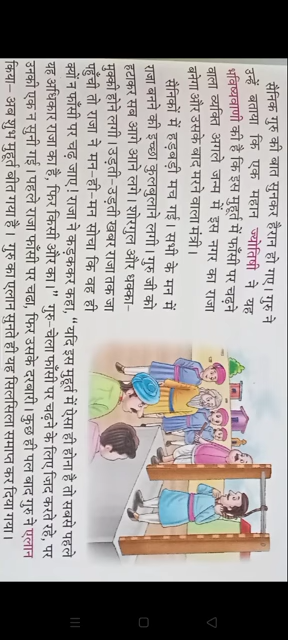 सैनिक गुरु की बात सुनकर हैरान हो गए। गुरु ने
उन्हें बताया कि एक महान ज्योतिषी ने यह
भविष्यवाणी की है कि इस मुहूर्त में फाँसी पर चढ़ने
वाला व्यक्ति अगले जन्म में इस नगर का राजा
बनेगा और उसके बाद मरने वाला मंत्री।
सैनिकों में हड़बड़ी मच गई। सभी के मन में
राजा बनने की इच्छा कुलबुलाने लगी। गुरु जी को
हटाकर सब आगे आने लगे। शोरगुल और धक्का-
मुक्की होने लगी। उड़ती-उड़ती खबर राजा तक जा
पहुँची तो राजा ने मन-ही-मन सोचा कि वह ही
क्यों न फाँसी पर चढ़ जाए। राजा ने कड़ककर कहा, “यदि इस मुहूर्त में ऐसा ही होना है तो सबसे पहले
यह अधिकार राजा का है, फिर किसी और का।” गुरु-चेला फाँसी पर चढ़ने के लिए ज़िद करते रहे, पर
उनकी एक न सुनी गई। पहले राजा फाँसी पर चढ़ा, फिर उसके दरबारी। कुछ ही पल बाद गुरु ने एलान
किया- अब शुभ मुहूर्त बीत गया है। गुरु का एलान सुनते ही यह सिलसिला समाप्त कर दिया गया।